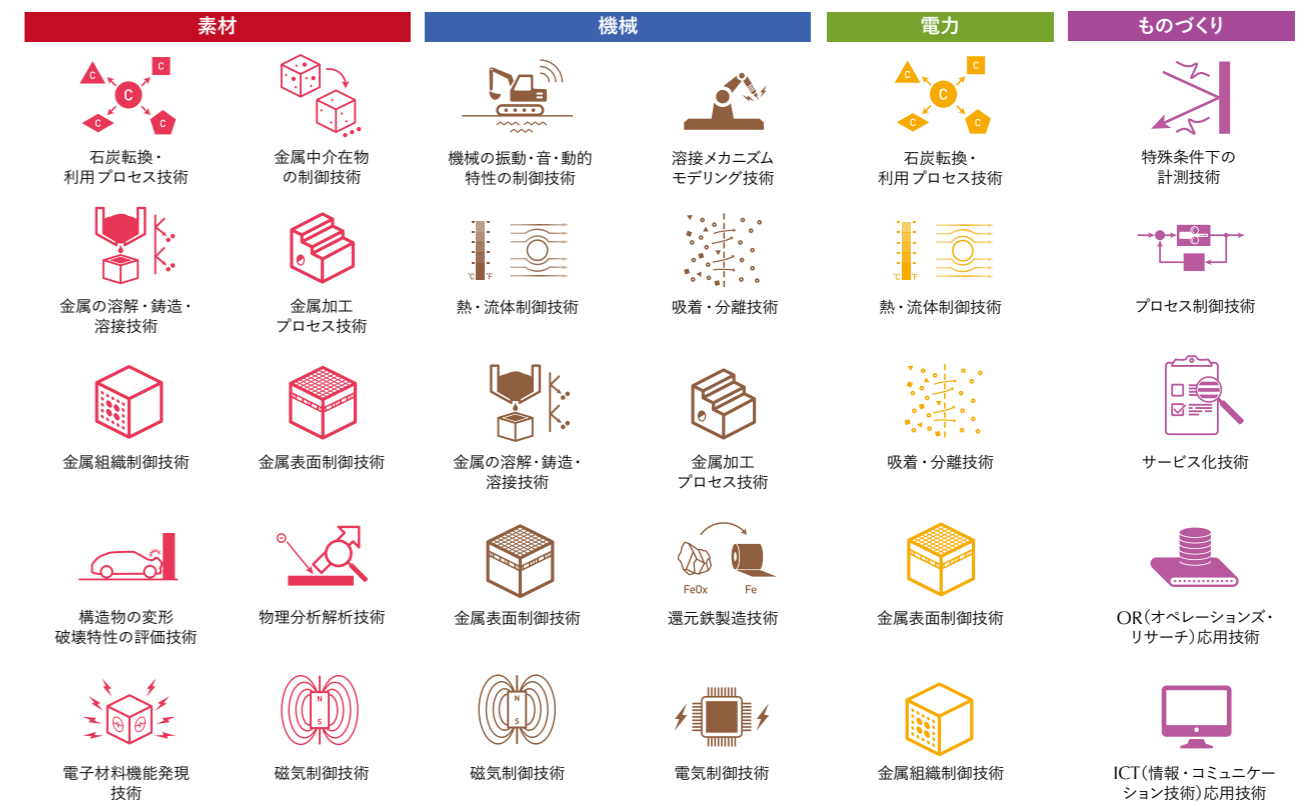 素材
機械
電力
ものづくり
C
C
C
C
C
石炭転換・
利用プロセス技術
金属中介在物
の制御技術
機械の振動・音・動的
特性の制御技術
溶接メカニズム
モデリング技術
C
C
C
C
C
石炭転換・
利用プロセス技術
特殊条件下の
計測技術
金属の溶解・鋳造・
溶接技術
金属加工
プロセス技術
℃ °F
熱・流体制御技術
吸着・分離技術
℃ °F
熱・流体制御技術
プロセス制御技術
金属組織制御技術
金属表面制御技術
金属の溶解・鋳造・
溶接技術
金属加工
プロセス技術
吸着・分離技術
サービス化技術
構造物の変形
破壊特性の評価技術
物理分析解析技術
金属表面制御技術
FeOx
Fe
還元鉄製造技術
金属表面制御技術
OR(オペレーションズ・
リサーチ)応用技術
電子材料機能発現
技術
N
S
磁気制御技術
N
S
磁気制御技術
電気制御技術
金属組織制御技術
ICT(情報・コミュニケー
ション技術)応用技術